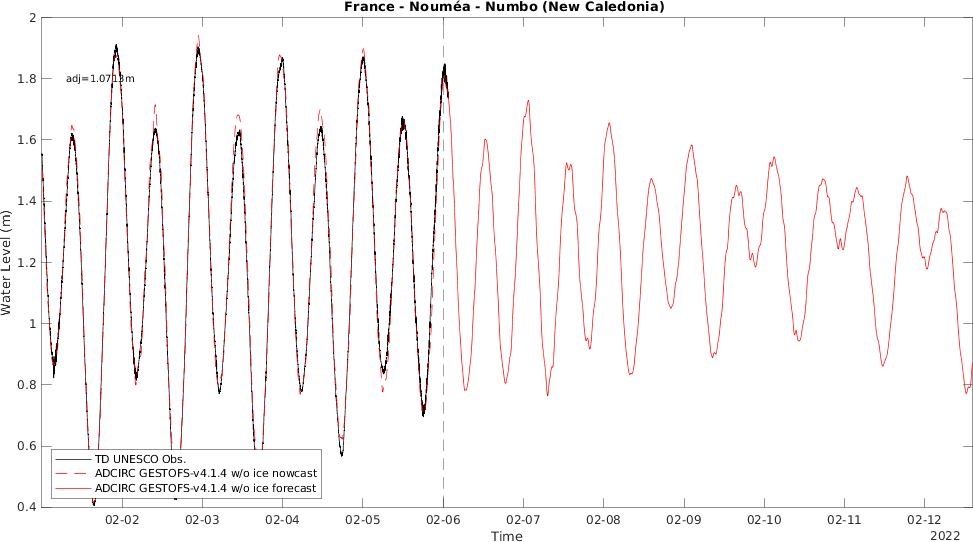 France - Nouméa - Numbo (New Caledonia)
2
1.8
1.6
1.4
1.2
1
0.8
0.6
0.4
Water Level (m)
adj=1.0713m
TD UNESCO Obs.
ADCIRC GESTOFS-v4.1.4 w/o ice nowcast
ADCIRC GESTOFS-v4.1.4 w/o ice forecast
02-02 02-03 02-04 02-05 02-06 02-07 02-08 02-09 02-10 02-11 02-12
Time
2022